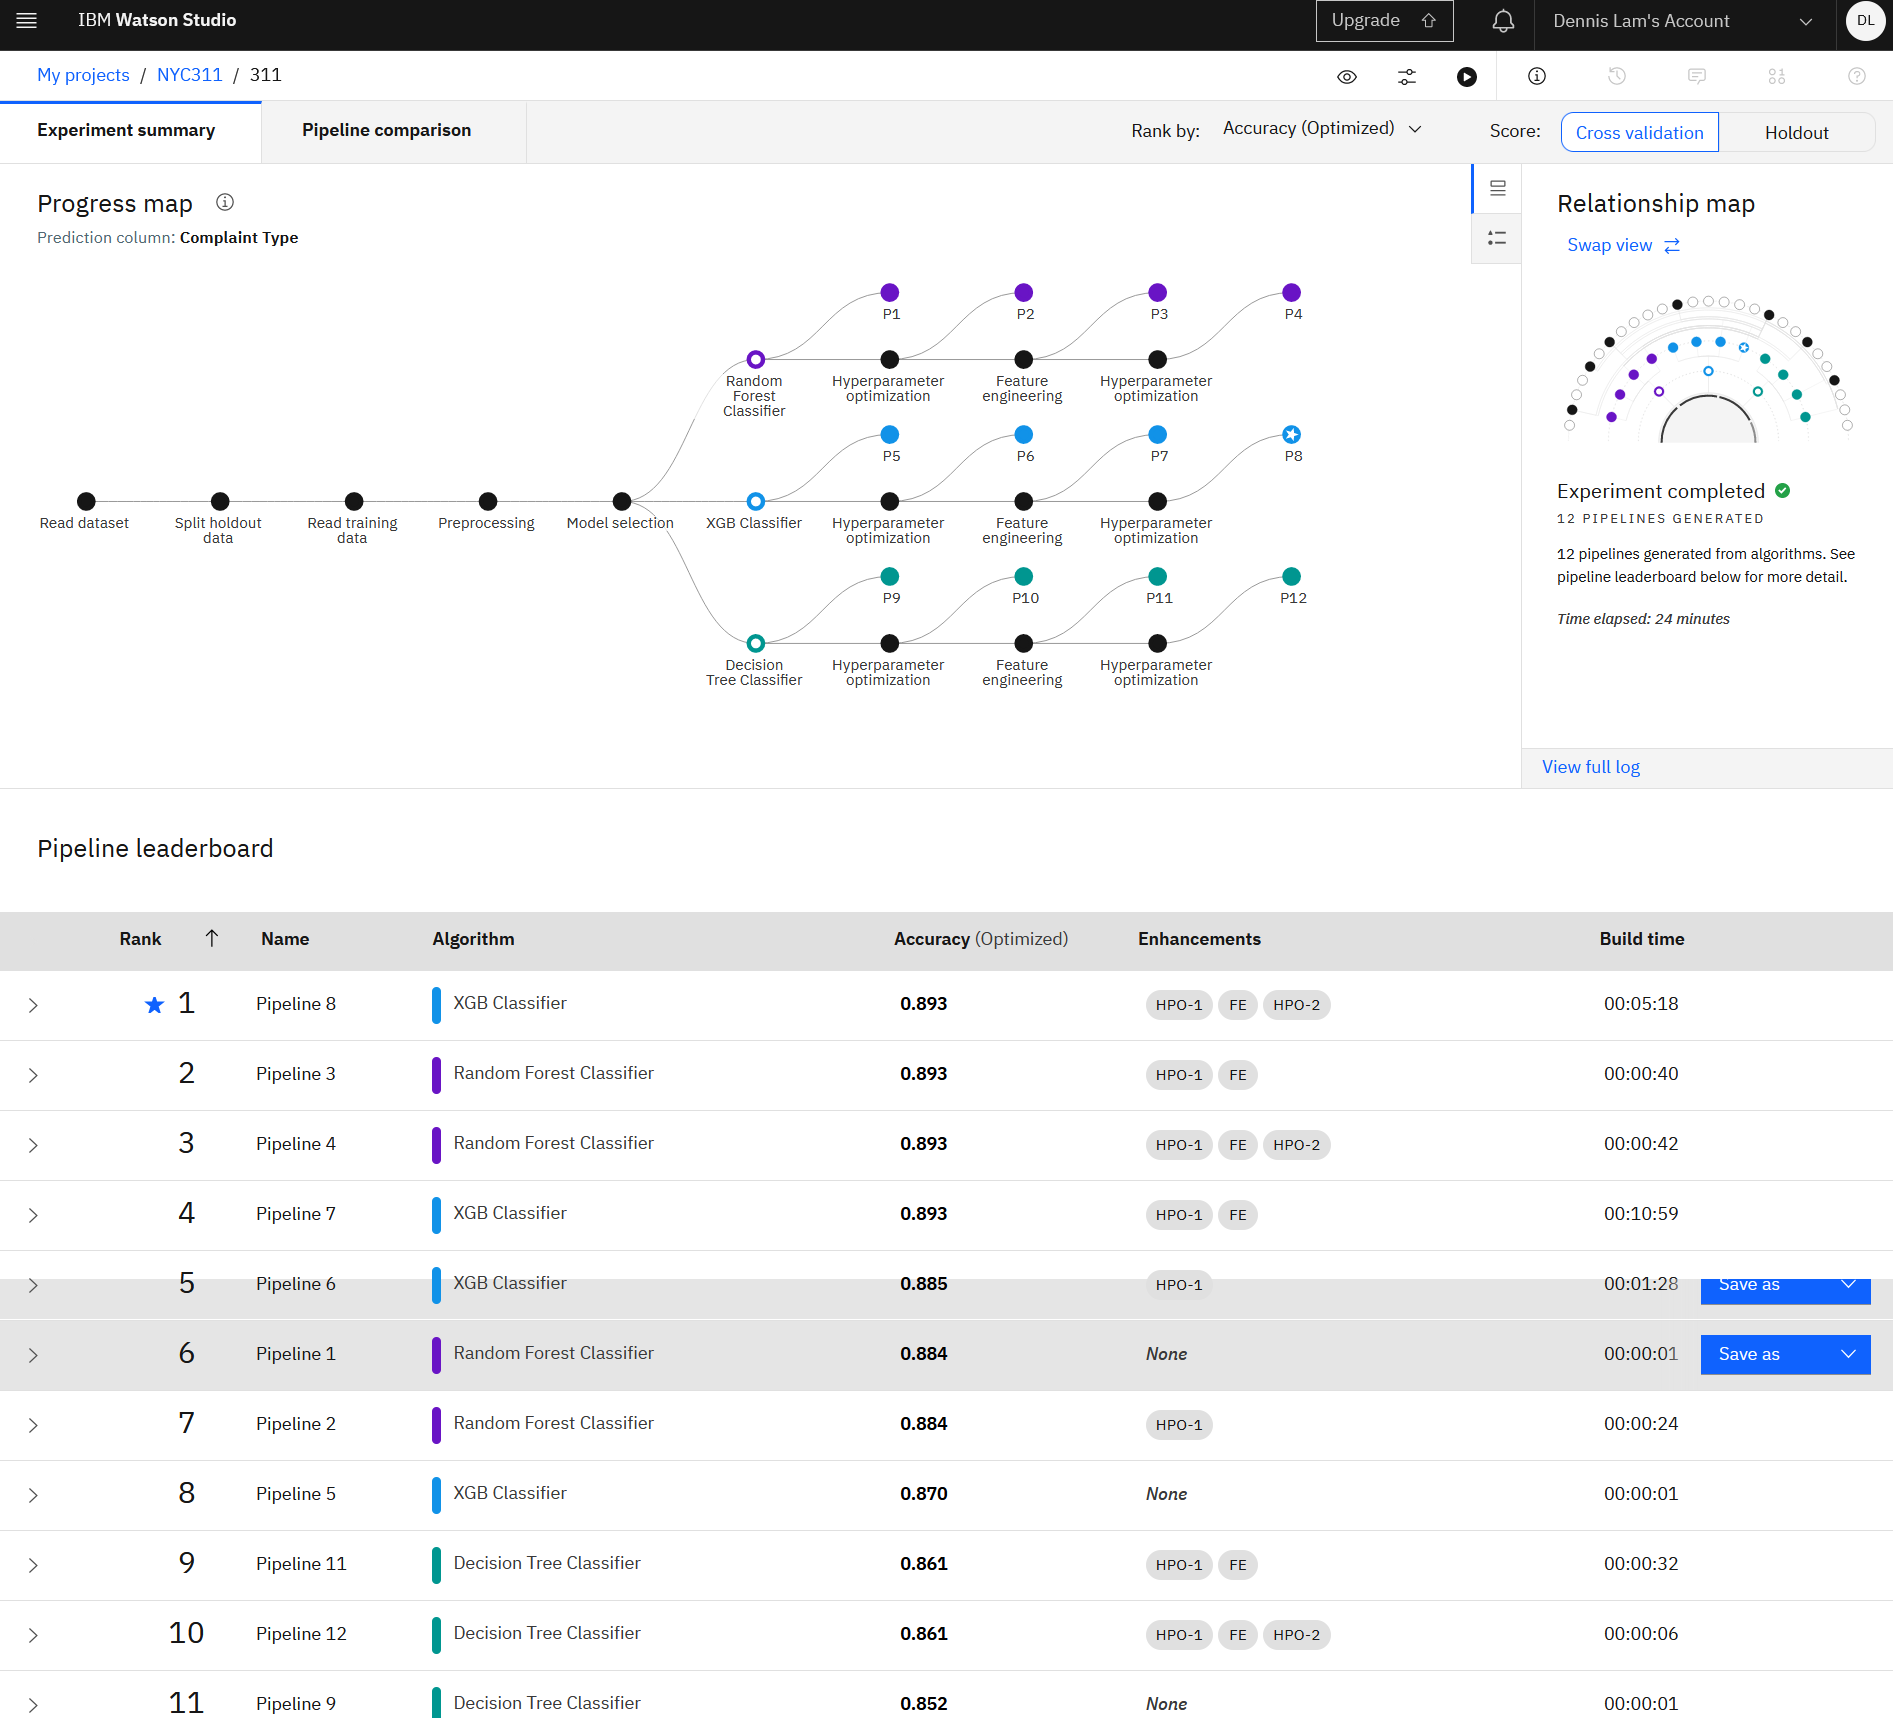 IBM Watson Studio
Upgrade
Dennis Lam's Account
DL
My projects / NYC311 / 311
Experiment summary
Pipeline comparison
Rank by: Accuracy (Optimized)
Score: Cross validation Holdout
Progress map
Prediction column: Complaint Type
P1 P2 P3 P4
Random
Forest
Classifier
Hyperparameter
optimization
Feature
engineering
Hyperparameter
optimization
P5 P6 P7 P8
Read dataset
Split holdout
data
Read training
data
Preprocessing
Model selection
XGB Classifier
Hyperparameter
optimization
Feature
engineering
Hyperparameter
optimization
P9 P10 P11 P12
Decision
Tree Classifier
Hyperparameter
optimization
Feature
engineering
Hyperparameter
optimization
Relationship map
Swap view
Experiment completed
12 PIPELINES GENERATED
12 pipelines generated from algorithms. See
pipeline leaderboard below for more detail.
Time elapsed: 24 minutes
View full log
Pipeline leaderboard
Rank Name Algorithm Accuracy (Optimized) Enhancements Build time
1 Pipeline 8 XGB Classifier 0.893 HPO-1 FE HPO-2 00:05:18
2 Pipeline 3 Random Forest Classifier 0.893 HPO-1 FE 00:00:40
3 Pipeline 4 Random Forest Classifier 0.893 HPO-1 FE HPO-2 00:00:42
4 Pipeline 7 XGB Classifier 0.893 HPO-1 FE 00:10:59
5 Pipeline 6 XGB Classifier 0.885 HPO-1 00:01:28 Save as
6 Pipeline 1 Random Forest Classifier 0.884 None 00:00:01 Save as
7 Pipeline 2 Random Forest Classifier 0.884 HPO-1 00:00:24
8 Pipeline 5 XGB Classifier 0.870 None 00:00:01
9 Pipeline 11 Decision Tree Classifier 0.861 HPO-1 FE 00:00:32
10 Pipeline 12 Decision Tree Classifier 0.861 HPO-1 FE HPO-2 00:00:06
11 Pipeline 9 Decision Tree Classifier 0.852 None 00:00:01